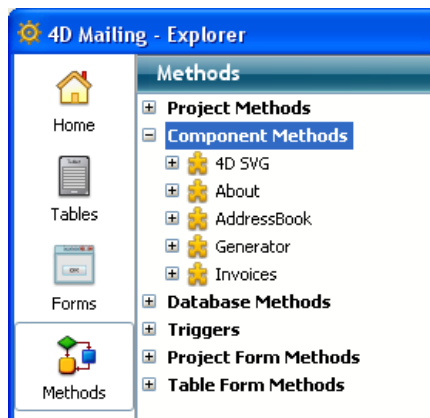 4D Mailing - Explorer
Home
Tables
Forms
Methods
Methods
Project Methods
Component Methods
4D SVG
About
AddressBook
Generator
Invoices
Database Methods
Triggers
Project Form Methods
Table Form Methods